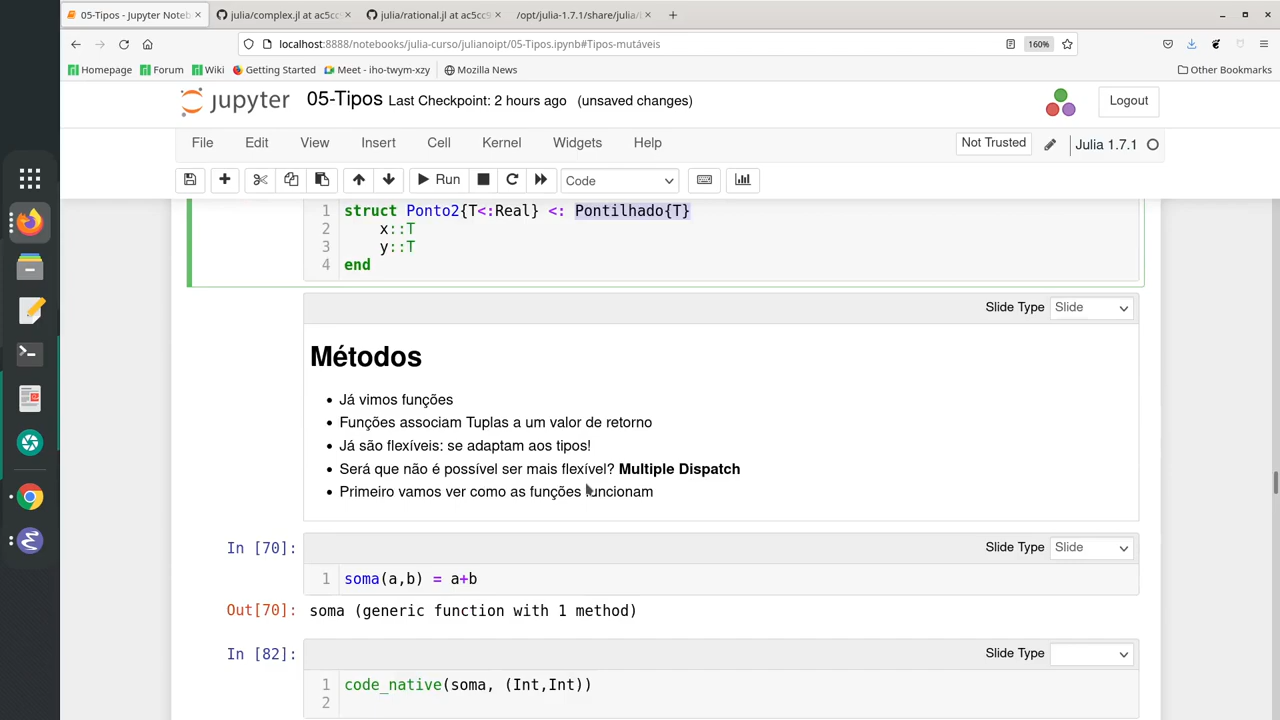 05-Tipos - Jupyter Noteb
julia/complex.jl at ac5cc
julia/rational.jl at ac5cc9
/opt/julia-1.7.1/share/julia/
localhost:8888/notebooks/julia-curso/julianoipt/05-Tipos.ipynb#Tipos-mutáveis
160%
Homepage
Forum
Wiki
Getting Started
Meet - iho-twym-xzy
Mozilla News
Other Bookmarks
jupyter
05-Tipos
Last Checkpoint: 2 hours ago
(unsaved changes)
Logout
File
Edit
View
Insert
Cell
Kernel
Widgets
Help
Not Trusted
Julia 1.7.1
Run
Code
1 struct Ponto2{T<:Real} <: Pontilhado{T}
2 x::T
3 y::T
4 end
Slide Type
Slide
Métodos
• Já vimos funções
• Funções associam Tuplas a um valor de retorno
• Já são flexíveis: se adaptam aos tipos!
• Será que não é possível ser mais flexível? Multiple Dispatch
• Primeiro vamos ver como as funções funcionam
In [70]:
Slide Type
Slide
1 soma(a,b) = a+b
Out[70]: soma (generic function with 1 method)
In [82]:
Slide Type
1 code_native(soma, (Int,Int))
2